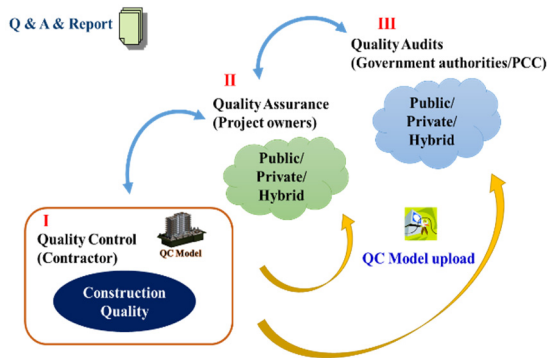 Q & A & Report
III
Quality Audits
(Government authorities/PCC)
Public/
Private/
Hybrid
II
Quality Assurance
(Project owners)
Public/
Private/
Hybrid
I
Quality Control
(Contractor)
QC Model
Construction
Quality
QC Model upload